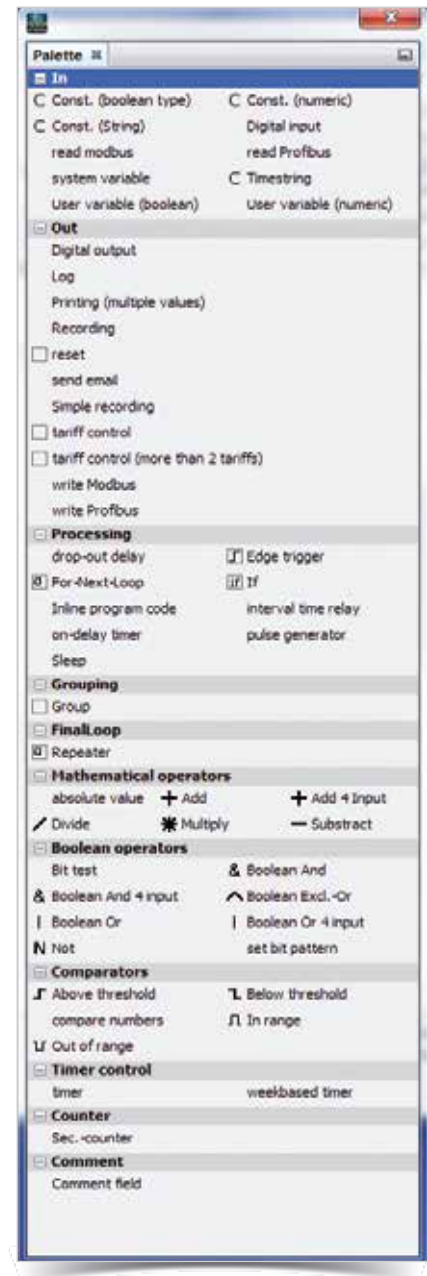 Palette
In
C Const. (boolean type) C Const. (numeric)
C Const. (String) Digital input
read modbus read Profbus
system variable C Timestring
User variable (boolean) User variable (numeric)
Out
Digital output
Log
Printing (multiple values)
Recording
reset
send email
Simple recording
tariff control
tariff control (more than 2 tariffs)
write Modbus
write Profbus
Processing
drop-out delay Edge trigger
For-Next-Loop if If
Inline program code interval time relay
on-delay timer pulse generator
Sleep
Grouping
Group
FinalLoop
Repeater
Mathematical operators
absolute value + Add + Add 4 Input
/ Divide * Multiply — Substract
Boolean operators
Bit test & Boolean And
& Boolean And 4 input Boolean Excl.-Or
| Boolean Or | Boolean Or 4 input
N Not set bit pattern
Comparators
Above threshold Below threshold
compare numbers In range
Out of range
Timer control
timer weekbased timer
Counter
Sec.-counter
Comment
Comment field